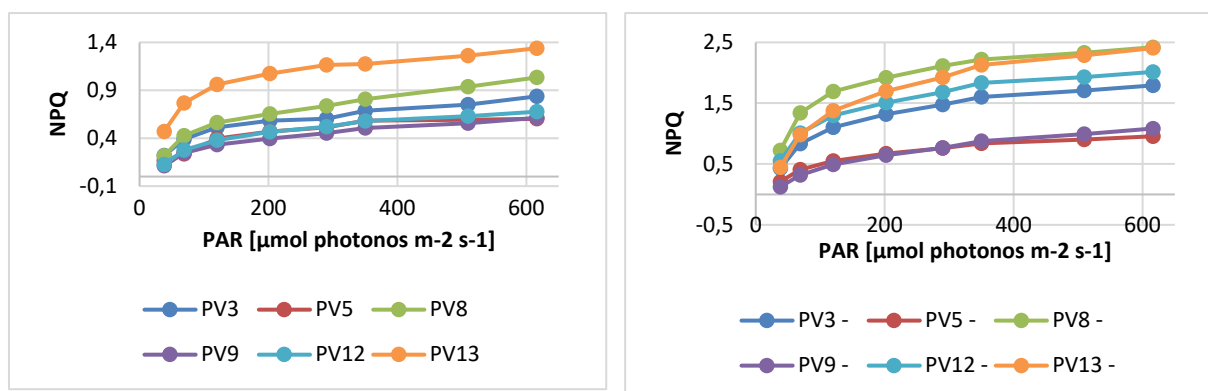 1,4
0,9
0,4
-0,1
NPQ
0 200 400 600
PAR [µmol photonos m-2 s-1]
PV3 PV5 PV8
PV9 PV12 PV13
2,5
1,5
0,5
-0,5
NPQ
0 200 400 600
PAR [µmol photonos m-2 s-1]
PV3 - PV5 - PV8 -
PV9 - PV12 - PV13 -